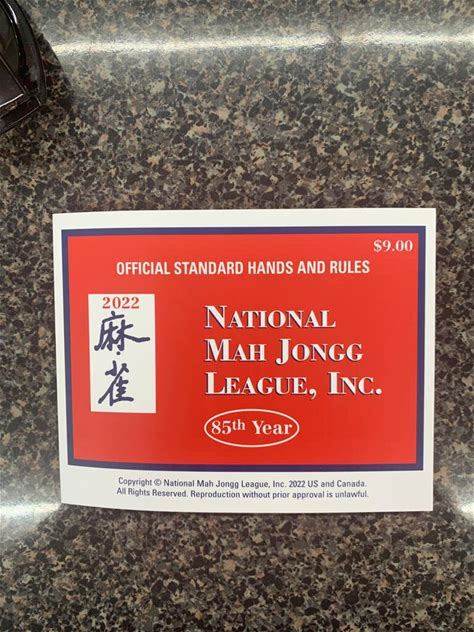 $9.00
OFFICIAL STANDARD HANDS AND RULES
2022
麻
雀
NATIONAL
MAH JONGG
LEAGUE, INC.
85th Year
Copyright © National Mah Jongg League, Inc. 2022 US and Canada.
All Rights Reserved. Reproduction without prior approval is unlawful.